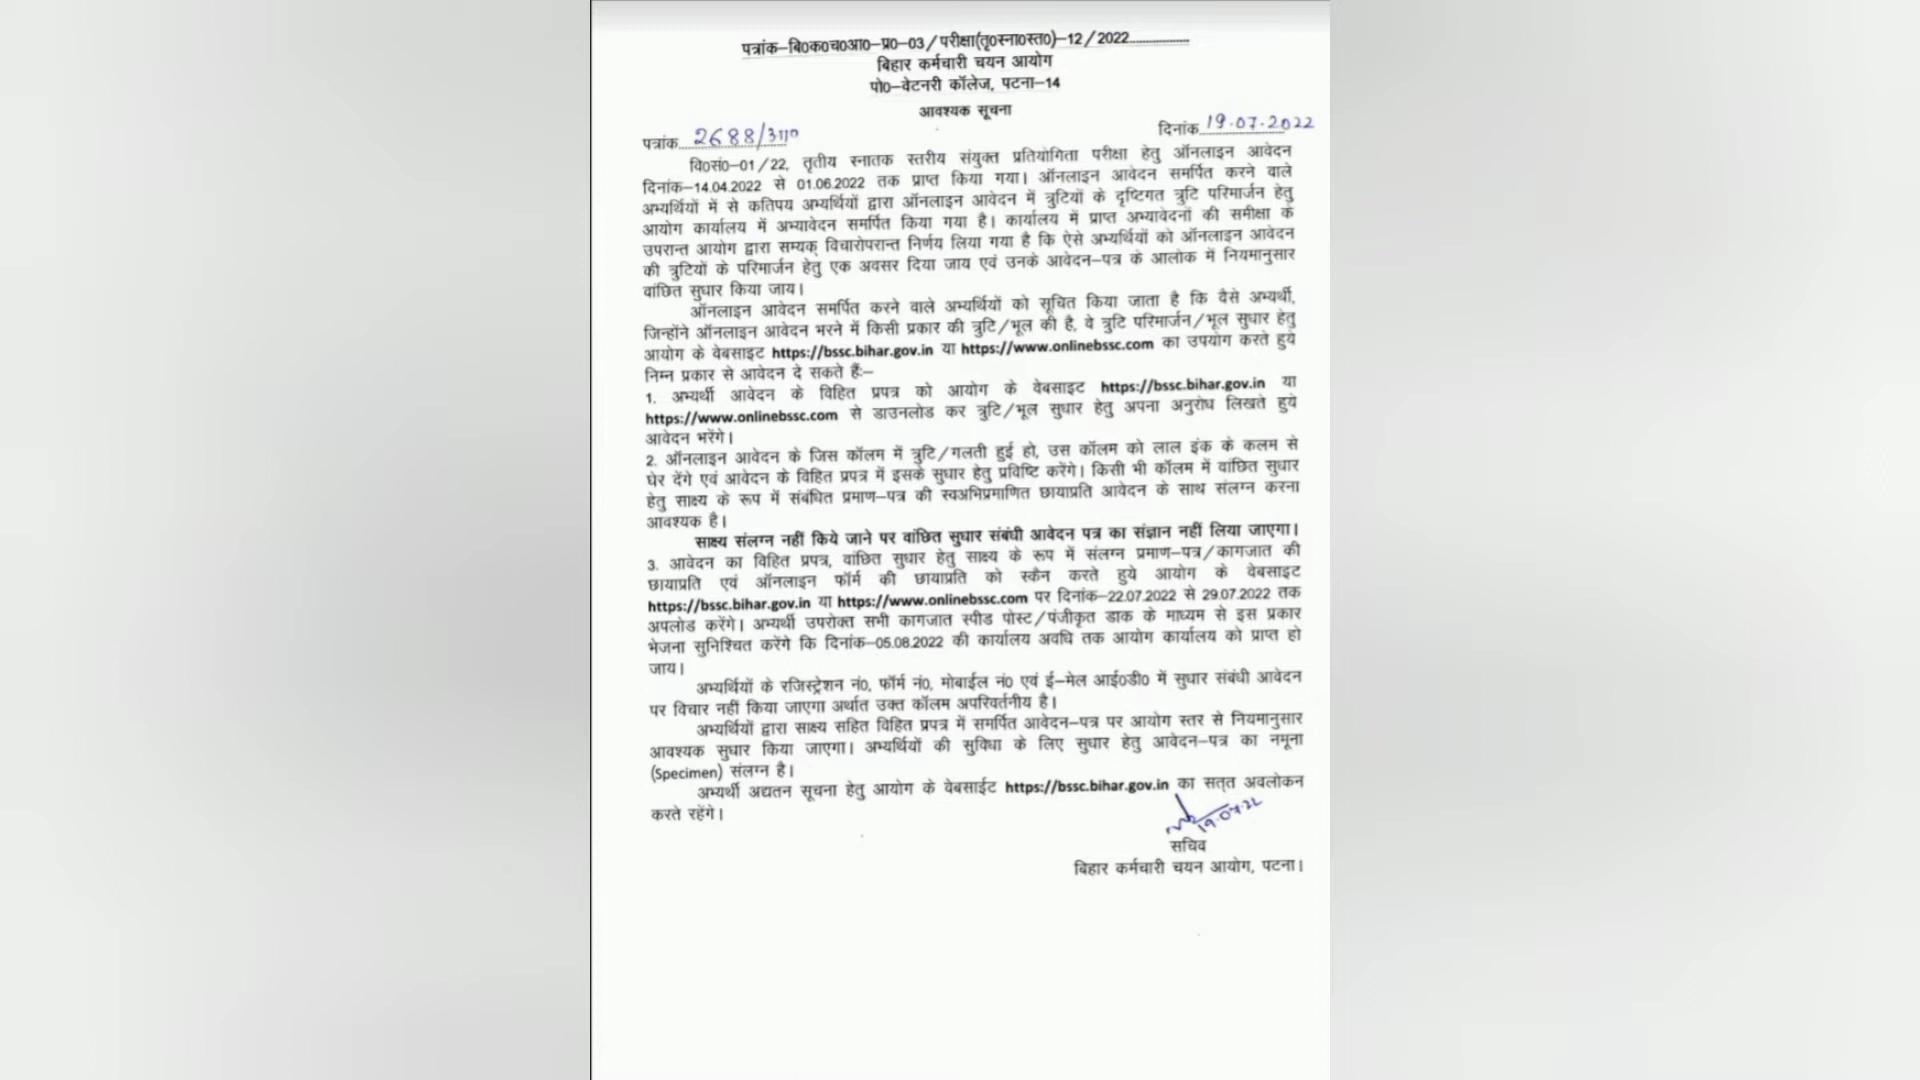 पत्रांक–बि0क0च0आ0–प्र0–03/परीक्षा(तृ0स्ना0स्त0)–12/2022..................
बिहार कर्मचारी चयन आयोग
पो0–वेटनरी कॉलेज, पटना–14
आवश्यक सूचना
पत्रांक 2688/आ0
दिनांक 19.07.2022
वि0सं0–01/22, तृतीय स्नातक स्तरीय संयुक्त प्रतियोगिता परीक्षा हेतु ऑनलाइन आवेदन
दिनांक–14.04.2022 से 01.06.2022 तक प्राप्त किया गया। ऑनलाइन आवेदन समर्पित करने वाले
अभ्यर्थियों में से कतिपय अभ्यर्थियों द्वारा ऑनलाइन आवेदन में त्रुटियों के दृष्टिगत त्रुटि परिमार्जन हेतु
आयोग कार्यालय में अभ्यावेदन समर्पित किया गया है। कार्यालय में प्राप्त अभ्यावेदनों की समीक्षा के
उपरान्त आयोग द्वारा सम्यक् विचारोपरान्त निर्णय लिया गया है कि ऐसे अभ्यर्थियों को ऑनलाइन आवेदन
की त्रुटियों के परिमार्जन हेतु एक अवसर दिया जाय एवं उनके आवेदन–पत्र के आलोक में नियमानुसार
वांछित सुधार किया जाय।
ऑनलाइन आवेदन समर्पित करने वाले अभ्यर्थियों को सूचित किया जाता है कि वैसे अभ्यर्थी,
जिन्होंने ऑनलाइन आवेदन भरने में किसी प्रकार की त्रुटि/भूल की है, वे त्रुटि परिमार्जन/भूल सुधार हेतु
आयोग के वेबसाइट https://bssc.bihar.gov.in या https://www.onlinebssc.com का उपयोग करते हुये
निम्न प्रकार से आवेदन दे सकते हैं:–
1. अभ्यर्थी आवेदन के विहित प्रपत्र को आयोग के वेबसाइट https://bssc.bihar.gov.in या
https://www.onlinebssc.com से डाउनलोड कर त्रुटि/भूल सुधार हेतु अपना अनुरोध लिखते हुये
आवेदन भरेंगे।
2. ऑनलाइन आवेदन के जिस कॉलम में त्रुटि/गलती हुई हो, उस कॉलम को लाल इंक के कलम से
घेर देंगे एवं आवेदन के विहित प्रपत्र में इसके सुधार हेतु प्रविष्टि करेंगे। किसी भी कॉलम में वांछित सुधार
हेतु साक्ष्य के रूप में संबंधित प्रमाण–पत्र की स्वअभिप्रमाणित छायाप्रति आवेदन के साथ संलग्न करना
आवश्यक है।
साक्ष्य संलग्न नहीं किये जाने पर वांछित सुधार संबंधी आवेदन पत्र का संज्ञान नहीं लिया जाएगा।
3. आवेदन का विहित प्रपत्र, वांछित सुधार हेतु साक्ष्य के रूप में संलग्न प्रमाण–पत्र/कागजात की
छायाप्रति एवं ऑनलाइन फॉर्म की छायाप्रति को स्कैन करते हुये आयोग के वेबसाइट
https://bssc.bihar.gov.in या https://www.onlinebssc.com पर दिनांक–22.07.2022 से 29.07.2022 तक
अपलोड करेंगे। अभ्यर्थी उपरोक्त सभी कागजात स्पीड पोस्ट/पंजीकृत डाक के माध्यम से इस प्रकार
भेजना सुनिश्चित करेंगे कि दिनांक–05.08.2022 की कार्यालय अवधि तक आयोग कार्यालय को प्राप्त हो
जाय।
अभ्यर्थियों के रजिस्ट्रेशन नं0, फॉर्म नं0, मोबाईल नं0 एवं ई–मेल आई0डी0 में सुधार संबंधी आवेदन
पर विचार नहीं किया जाएगा अर्थात उक्त कॉलम अपरिवर्तनीय है।
अभ्यर्थियों द्वारा साक्ष्य सहित विहित प्रपत्र में समर्पित आवेदन–पत्र पर आयोग स्तर से नियमानुसार
आवश्यक सुधार किया जाएगा। अभ्यर्थियों की सुविधा के लिए सुधार हेतु आवेदन–पत्र का नमूना
(Specimen) संलग्न है।
अभ्यर्थी अद्यतन सूचना हेतु आयोग के वेबसाईट https://bssc.bihar.gov.in का सत्त अवलोकन
करते रहेंगे।
19.07.22
सचिव
बिहार कर्मचारी चयन आयोग, पटना।